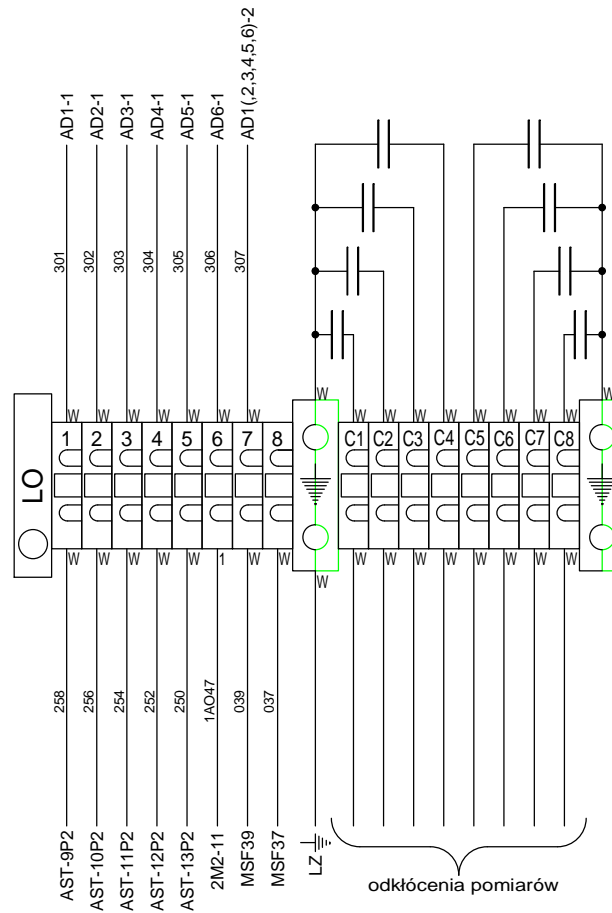 AD1-1
AD2-1
AD3-1
AD4-1
AD5-1
AD6-1
AD1(,2,3,4,5,6)-2
301
302
303
304
305
306
307
W
W
W
W
W
W
W
W
W
LO
1
2
3
4
5
6
7
8
C1
C2
C3
C4
C5
C6
C7
C8
W
W
W
W
W
1
W
W
W
258
256
254
252
250
1AO47
039
037
AST-9P2
AST-10P2
AST-11P2
AST-12P2
AST-13P2
2M2-11
MSF39
MSF37
LZ
odkłócenia pomiarów